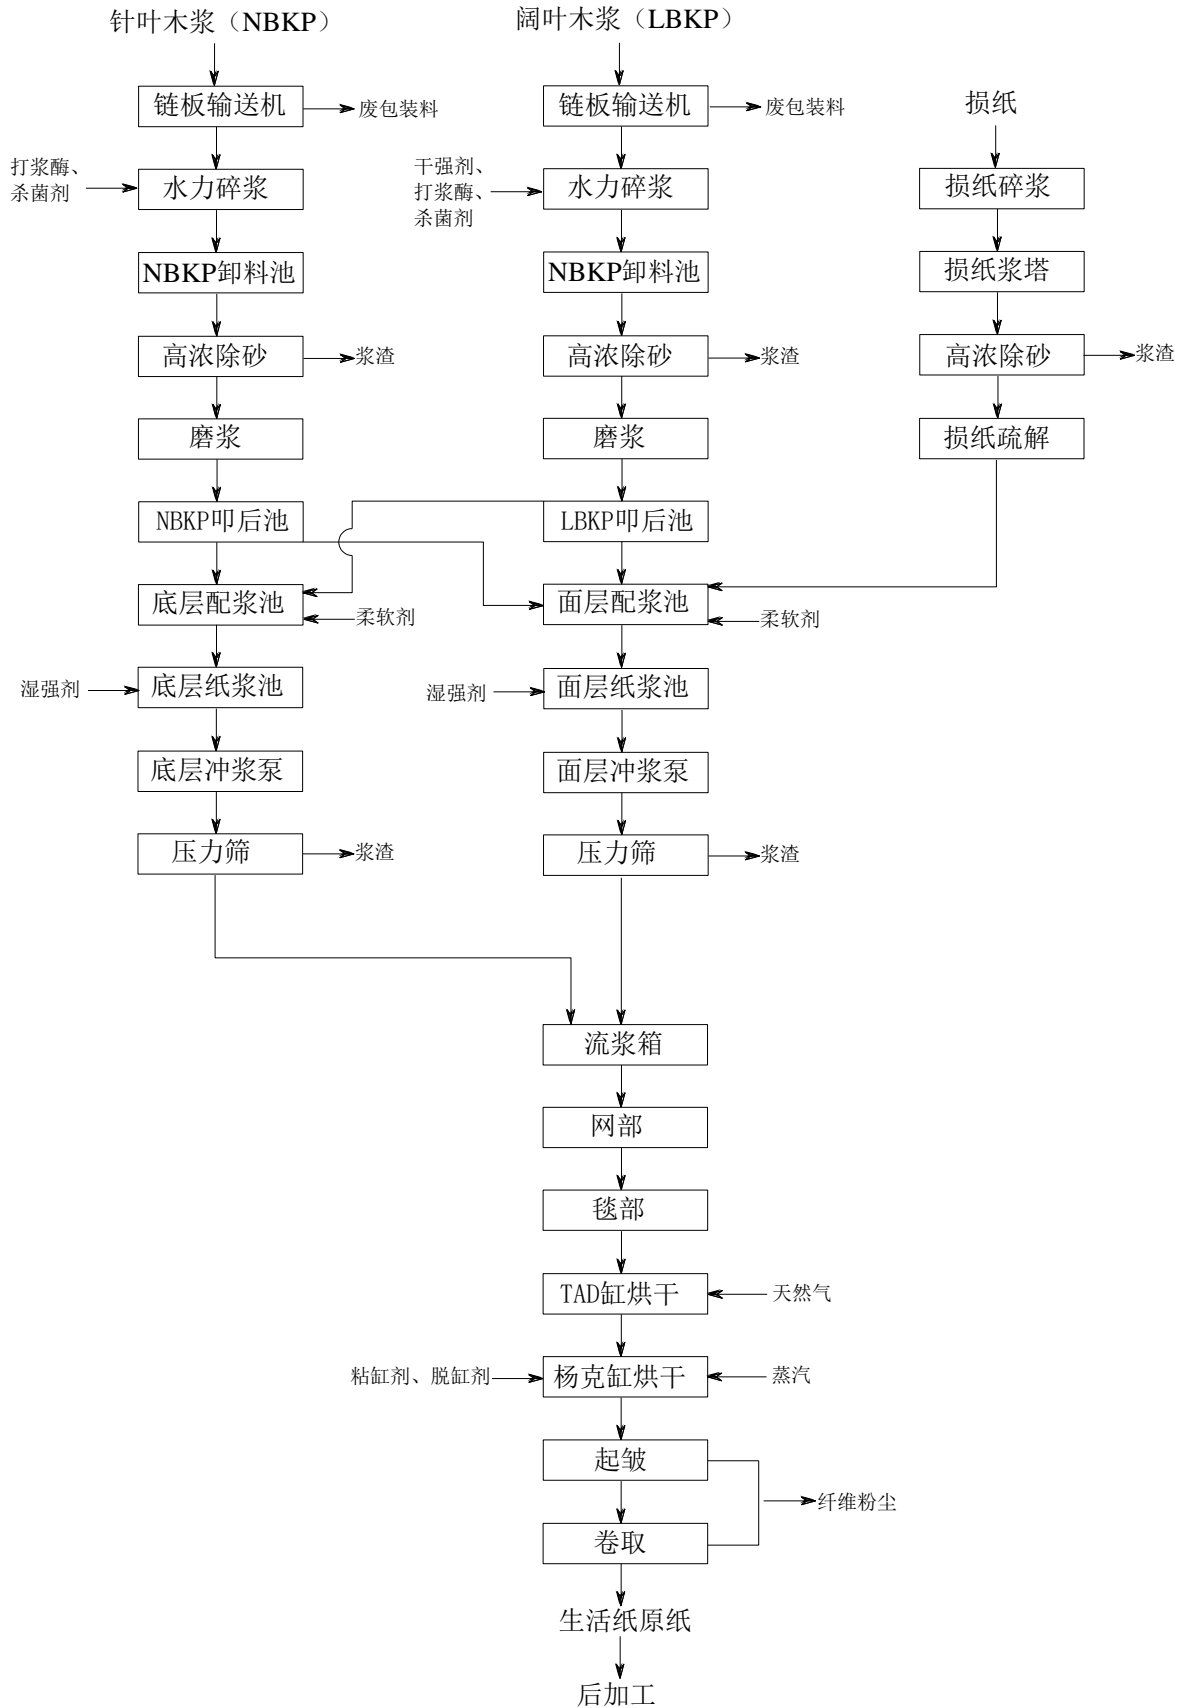 针叶木浆（NBKP）
阔叶木浆（LBKP）
链板输送机
废包装料
链板输送机
废包装料
损纸
打浆酶、
杀菌剂
水力碎浆
干强剂、
打浆酶、
杀菌剂
水力碎浆
损纸碎浆
NBKP卸料池
NBKP卸料池
损纸浆塔
高浓除砂
浆渣
高浓除砂
浆渣
高浓除砂
浆渣
磨浆
磨浆
损纸疏解
NBKP叩后池
LBKP叩后池
底层配浆池
柔软剂
面层配浆池
柔软剂
湿强剂
底层纸浆池
湿强剂
面层纸浆池
底层冲浆泵
面层冲浆泵
压力筛
浆渣
压力筛
浆渣
流浆箱
网部
毯部
TAD缸烘干
天然气
粘缸剂、脱缸剂
杨克缸烘干
蒸汽
起皱
纤维粉尘
卷取
生活纸原纸
后加工